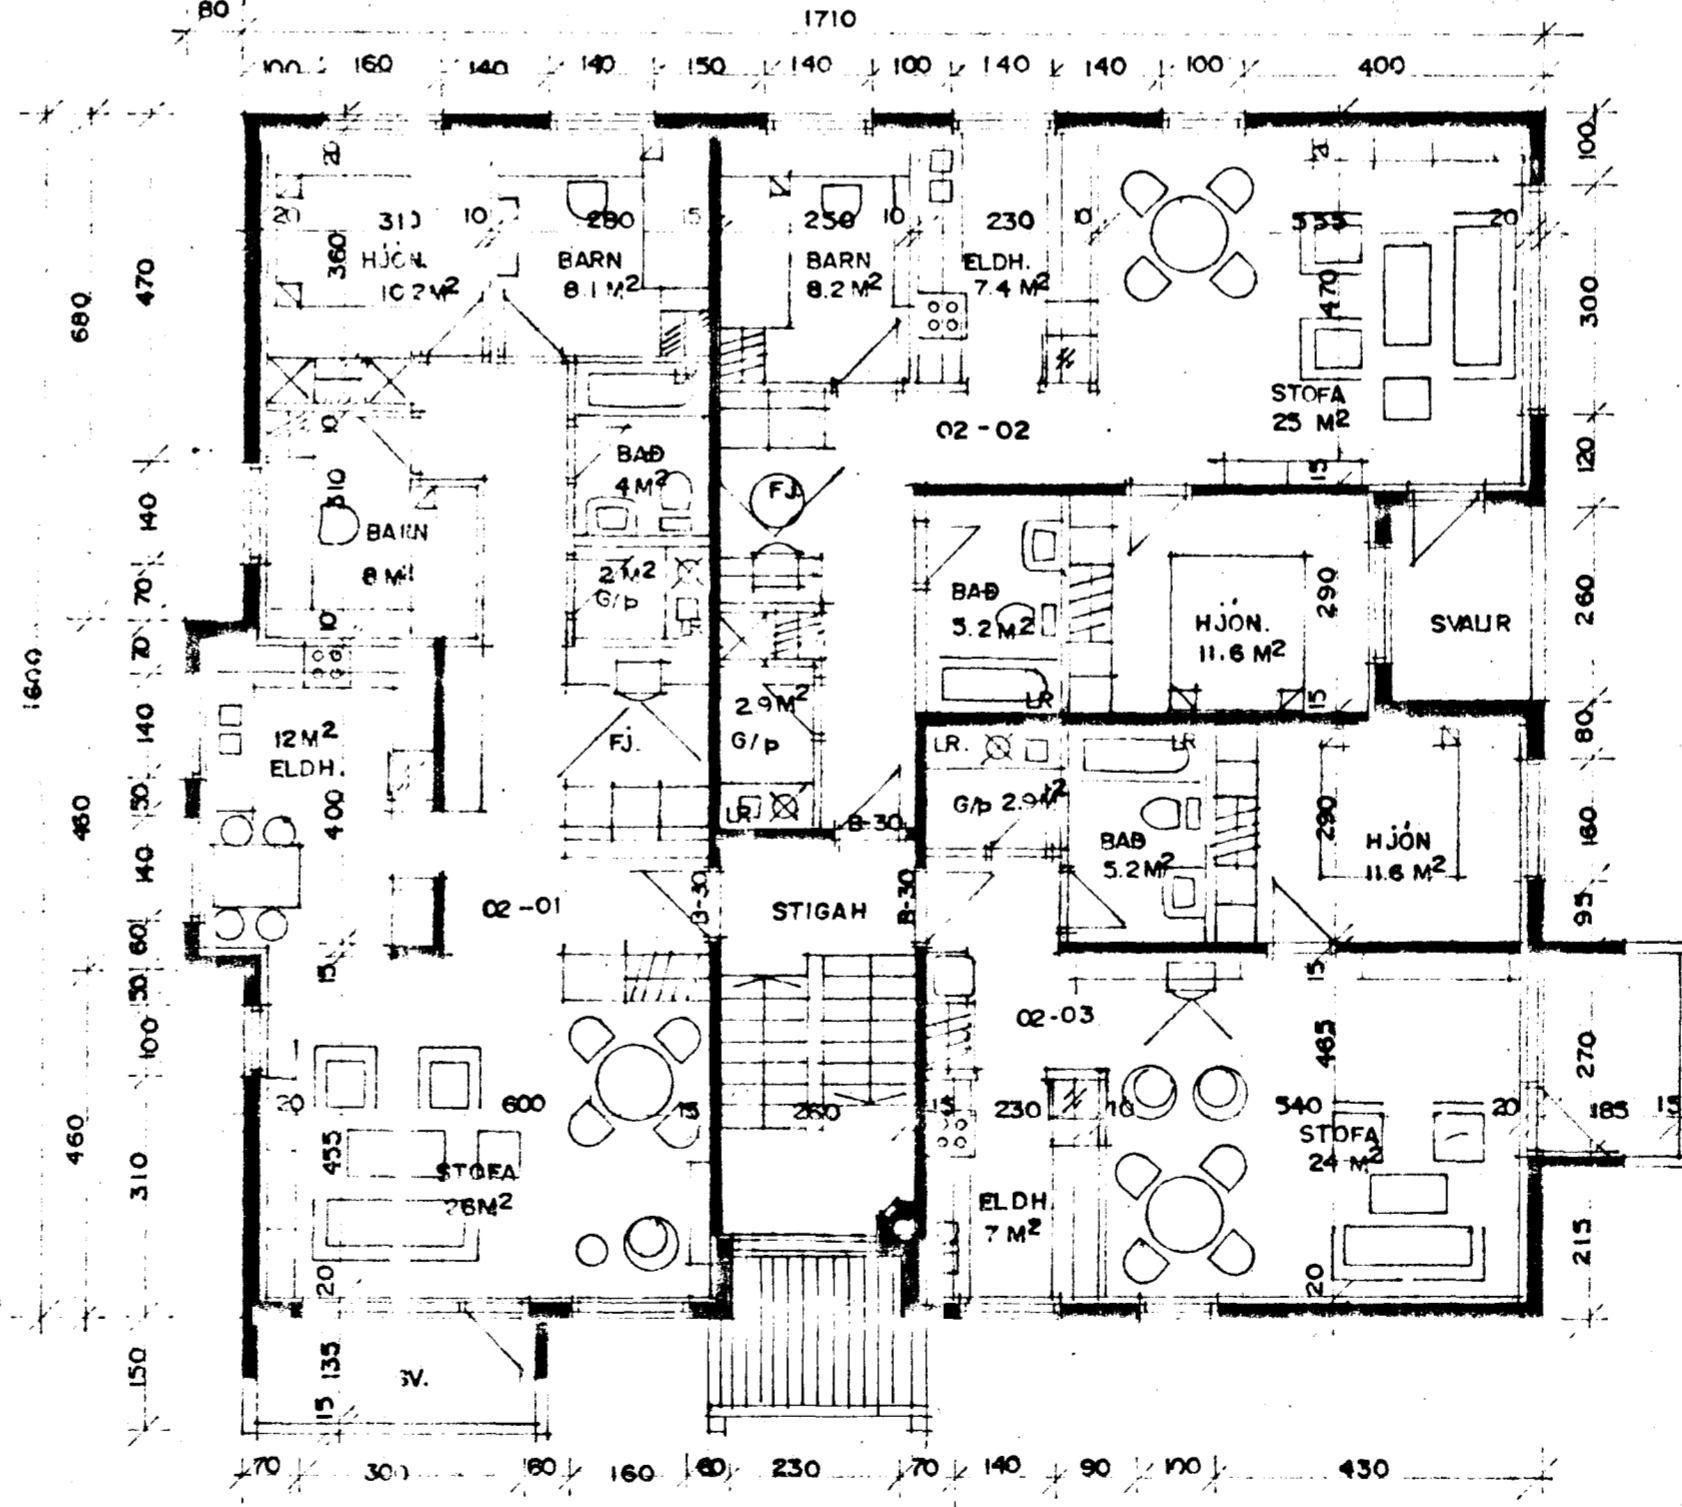 80
1710
100 160 140 140 150 140 100 140 140 100 400
20 20
20 310 10 280 15 250 10 230 10 535 20
360 HJÓN. BARN BARN ELDH.
10.2 M² 8.1 M² 8.2 M² 7.4 M²
470
STOFA
25 M²
680 470
100
300
120
260
80
160
95
270
215
02-02
10
BAÐ
4 M²
FJ.
15
310
BARN
8 M²
2 M²
G/þ
10
BAÐ
5.2 M²
LR
HJÓN.
11.6 M²
290
15
SVALIR
1600
140
70
70
140
50
140
60
50
100
310
460
460
150
12 M²
ELDH.
400
FJ.
2.9 M²
G/þ
LR
B-30
LR.
G/þ 2.9 M²
LR
BAÐ
5.2 M²
290
HJÓN
11.6 M²
02-01
B-30
STIGAH
B-30
15
15
02-03
465
20 600 15 260 15 230 10 540 20 185 15
455
STOFA
26 M²
STOFA
24 M²
ELDH
7 M²
20
20
135
SV.
15
70 300 60 160 60 230 70 140 90 100 430